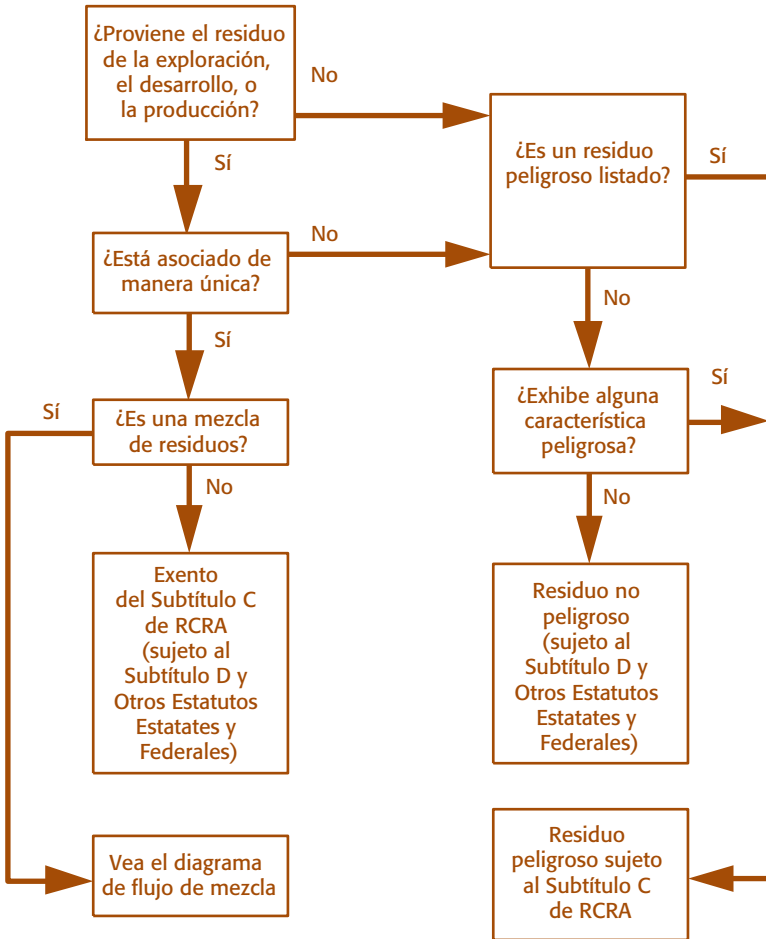 ¿Proviene el residuo
de la exploración,
el desarrollo, o
la producción?
No
Sí
¿Es un residuo
peligroso listado?
Sí
No
¿Está asociado de
manera única?
No
Sí
¿Es una mezcla
de residuos?
Sí
No
¿Exhibe alguna
característica
peligrosa?
Sí
No
Exento
del Subtítulo C
de RCRA
(sujeto al
Subtítulo D y
Otros Estatutos
Estatates y
Federales)
Residuo no
peligroso
(sujeto al
Subtítulo D y
Otros Estatutos
Estatates y
Federales)
Vea el diagrama
de flujo de mezcla
Residuo
peligroso sujeto
al Subtítulo C
de RCRA